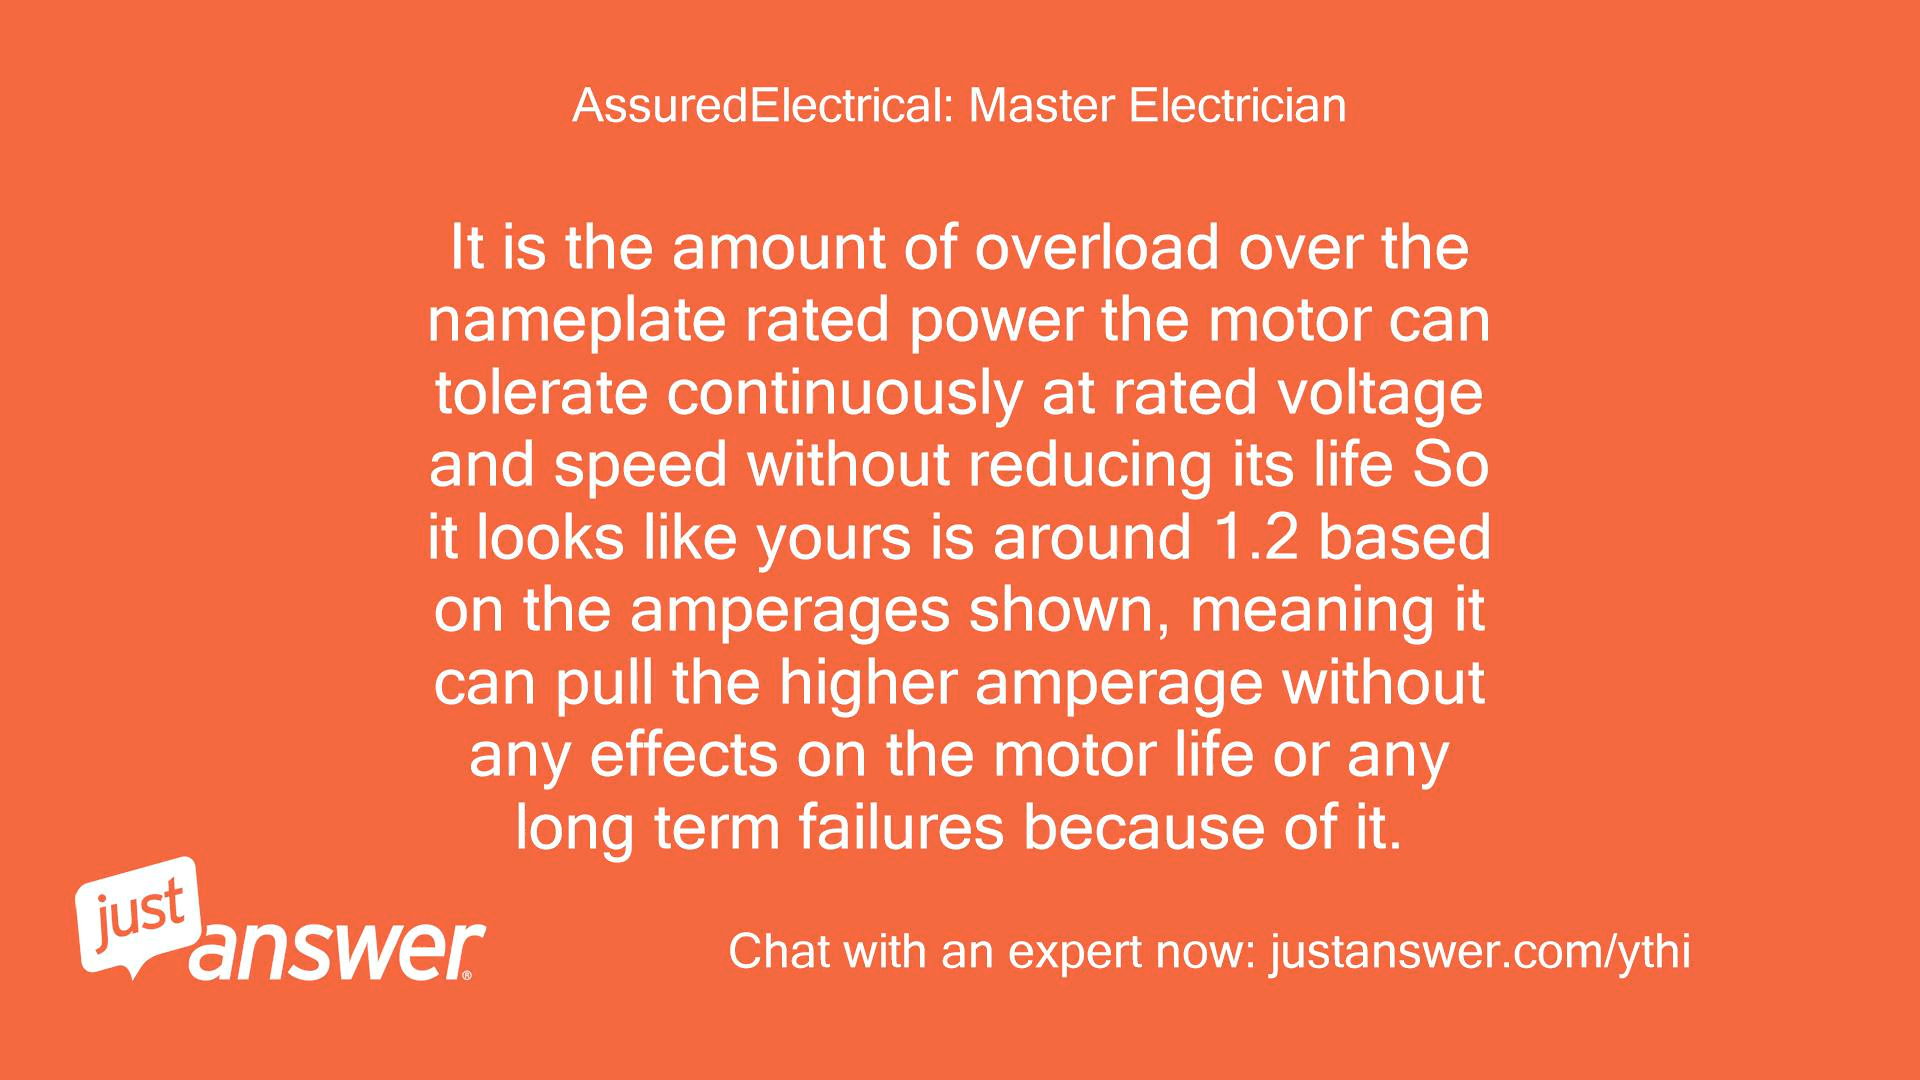 AssuredElectrical: Master Electrician
It is the amount of overload over the
nameplate rated power the motor can
tolerate continuously at rated voltage
and speed without reducing its life So
it looks like yours is around 1.2 based
on the amperages shown, meaning it
can pull the higher amperage without
any effects on the motor life or any
long term failures because of it.
just
answer®
Chat with an expert now: justanswer.com/ythi